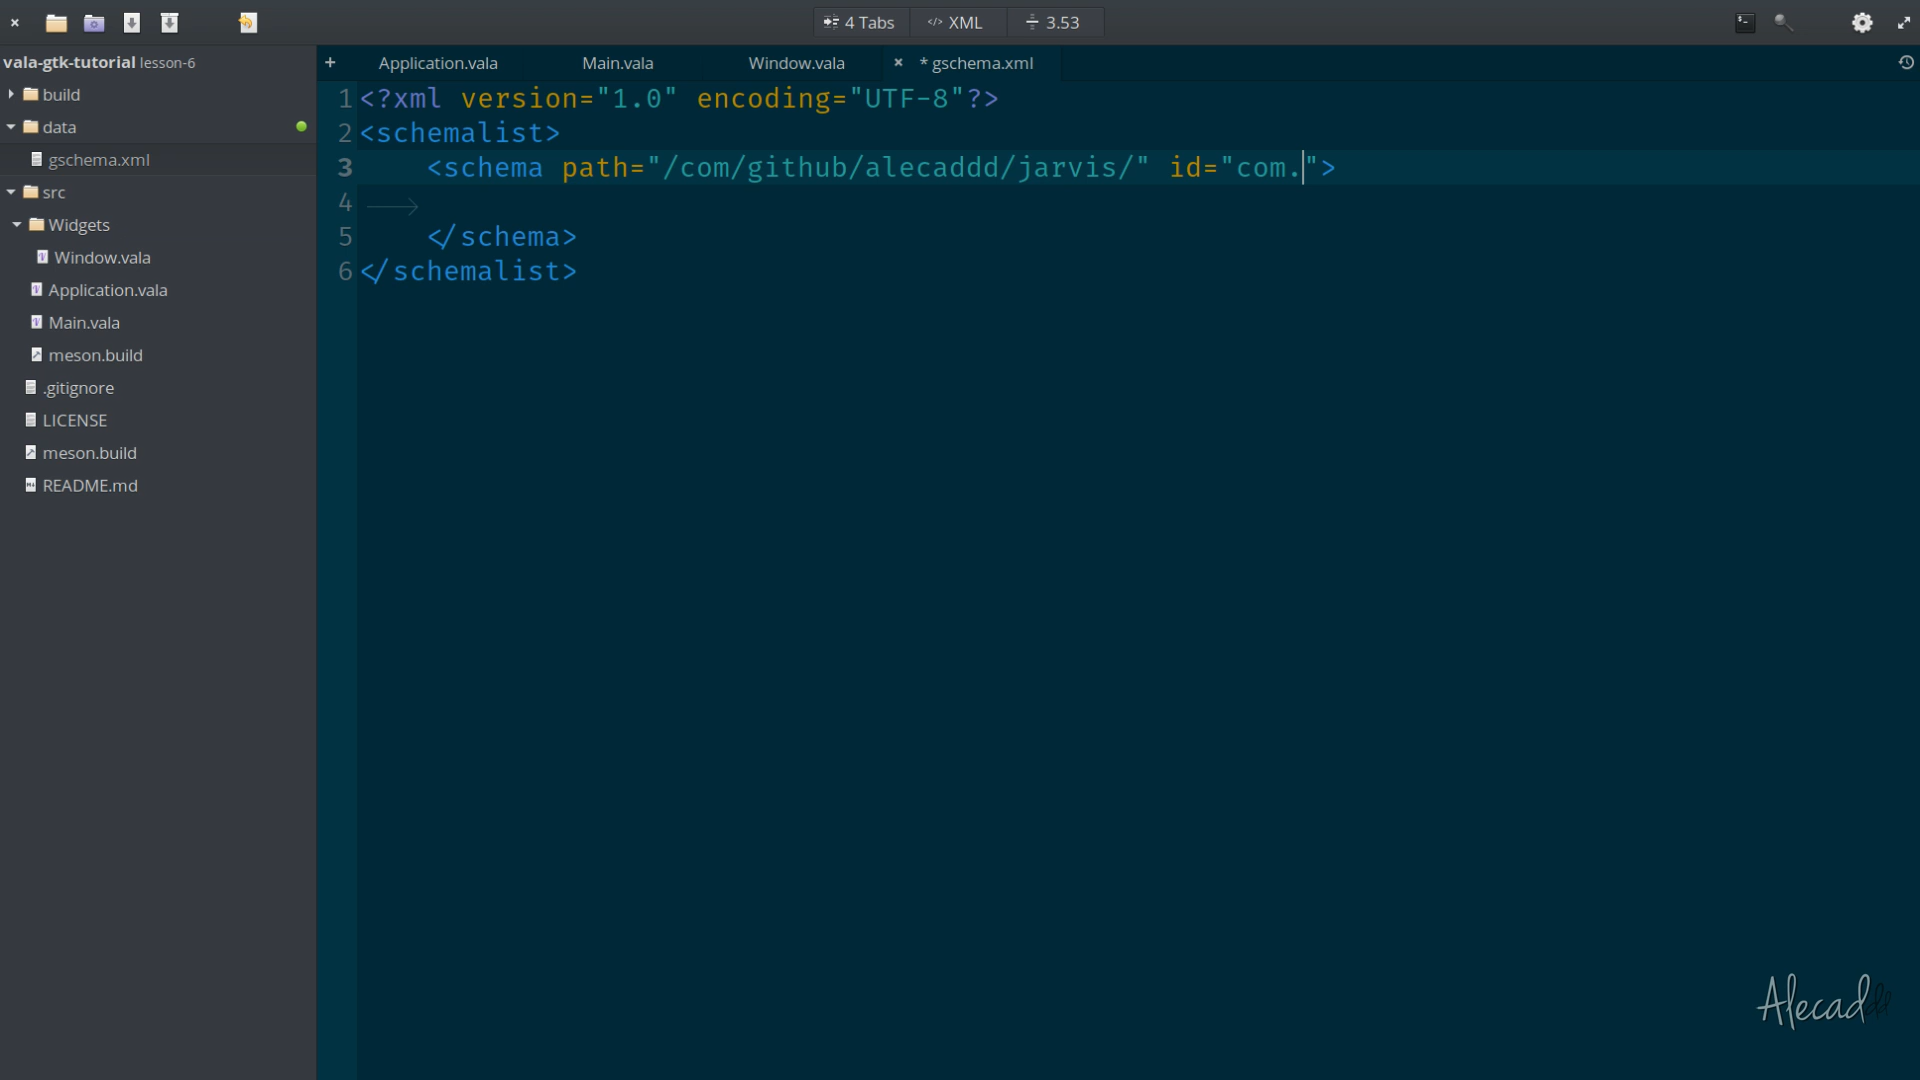 4 Tabs </> XML 3.53
vala-gtk-tutorial lesson-6
build
data
gschema.xml
src
Widgets
Window.vala
Application.vala
Main.vala
meson.build
.gitignore
LICENSE
meson.build
README.md
+ Application.vala Main.vala Window.vala × * gschema.xml
1 <?xml version="1.0" encoding="UTF-8"?>
2 <schemalist>
3 <schema path="/com/github/alecaddd/jarvis/" id="com.">
4
5 </schema>
6 </schemalist>
Alecaddd